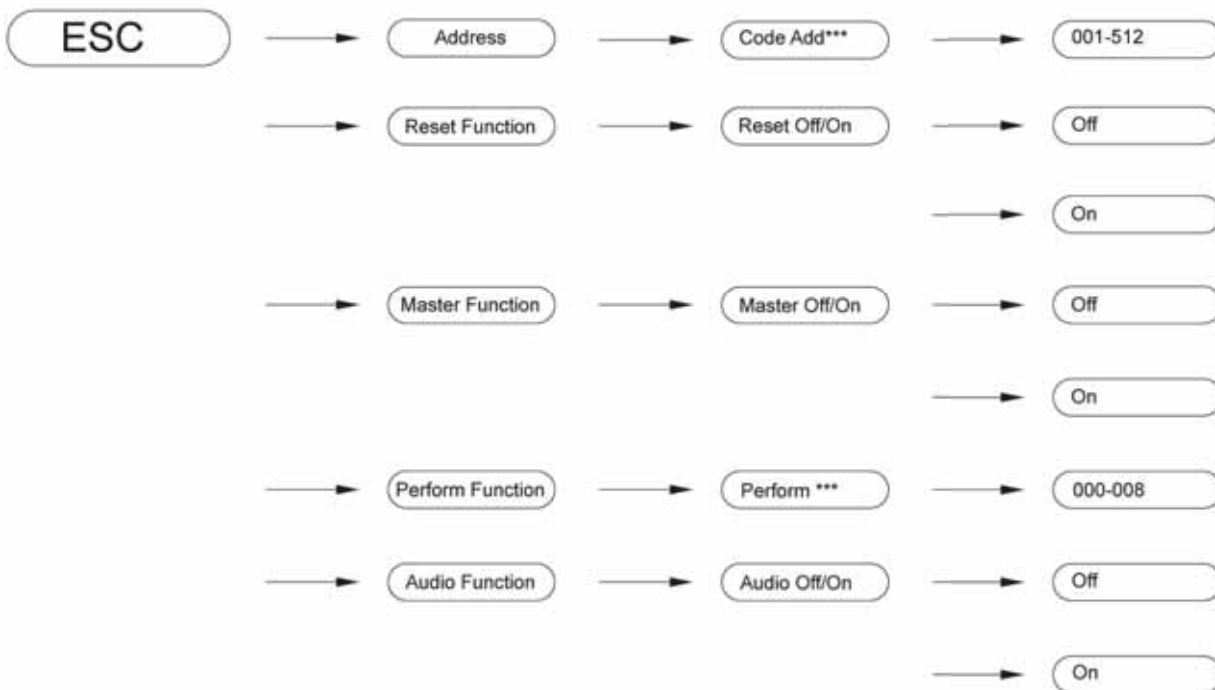 ESC Address Code Add*** 001-512
Reset Function Reset Off/On Off
On
Master Function Master Off/On Off
On
Perform Function Perform *** 000-008
Audio Function Audio Off/On Off
On